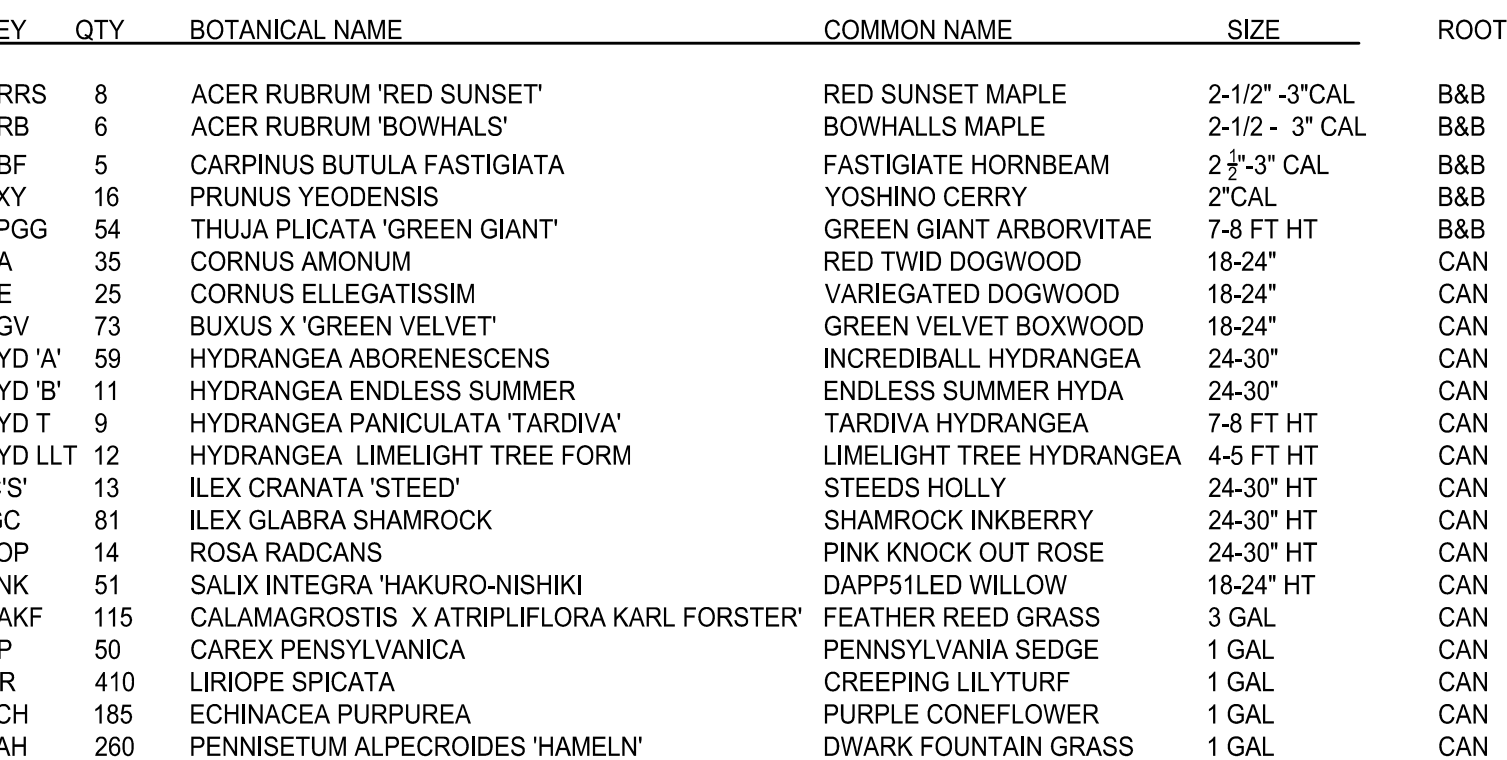 EY QTY BOTANICAL NAME COMMON NAME SIZE ROOT
RRS 8 ACER RUBRUM 'RED SUNSET' RED SUNSET MAPLE 2-1/2" -3"CAL B&B
RB 6 ACER RUBRUM 'BOWHALS' BOWHALLS MAPLE 2-1/2 - 3" CAL B&B
BF 5 CARPINUS BUTULA FASTIGIATA FASTIGIATE HORNBEAM 2 ½"-3" CAL B&B
XY 16 PRUNUS YEODENSIS YOSHINO CERRY 2"CAL B&B
PGG 54 THUJA PLICATA 'GREEN GIANT' GREEN GIANT ARBORVITAE 7-8 FT HT B&B
A 35 CORNUS AMONUM RED TWID DOGWOOD 18-24" CAN
E 25 CORNUS ELLEGATISSIM VARIEGATED DOGWOOD 18-24" CAN
GV 73 BUXUS X 'GREEN VELVET' GREEN VELVET BOXWOOD 18-24" CAN
YD 'A' 59 HYDRANGEA ABORENESCENS INCREDIBALL HYDRANGEA 24-30" CAN
YD 'B' 11 HYDRANGEA ENDLESS SUMMER ENDLESS SUMMER HYDA 24-30" CAN
YD T 9 HYDRANGEA PANICULATA 'TARDIVA' TARDIVA HYDRANGEA 7-8 FT HT CAN
YD LLT 12 HYDRANGEA LIMELIGHT TREE FORM LIMELIGHT TREE HYDRANGEA 4-5 FT HT CAN
'S' 13 ILEX CRANATA 'STEED' STEEDS HOLLY 24-30" HT CAN
GC 81 ILEX GLABRA SHAMROCK SHAMROCK INKBERRY 24-30" HT CAN
OP 14 ROSA RADCANS PINK KNOCK OUT ROSE 24-30" HT CAN
NK 51 SALIX INTEGRA 'HAKURO-NISHIKI DAPP51LED WILLOW 18-24" HT CAN
AKF 115 CALAMAGROSTIS X ATRIPLIFLORA KARL FORSTER' FEATHER REED GRASS 3 GAL CAN
P 50 CAREX PENSYLVANICA PENNSYLVANIA SEDGE 1 GAL CAN
R 410 LIRIOPE SPICATA CREEPING LILYTURF 1 GAL CAN
CH 185 ECHINACEA PURPUREA PURPLE CONEFLOWER 1 GAL CAN
AH 260 PENNISETUM ALPECROIDES 'HAMELN' DWARK FOUNTAIN GRASS 1 GAL CAN